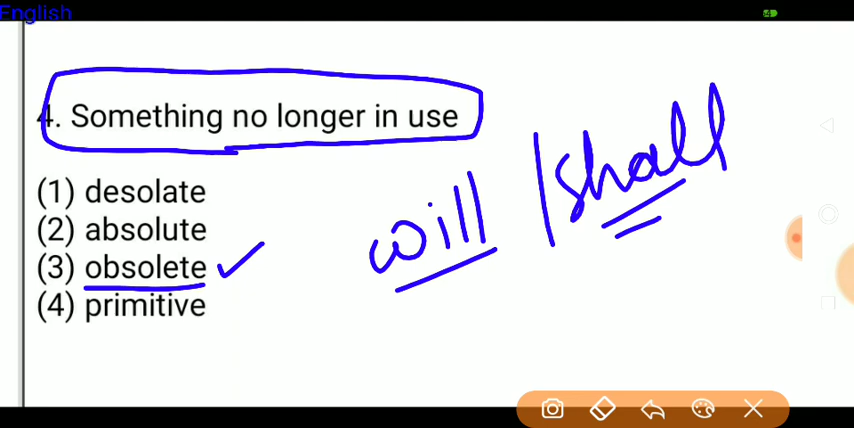 English
4. Something no longer in use
(1) desolate
(2) absolute
(3) obsolete
(4) primitive
will / shall